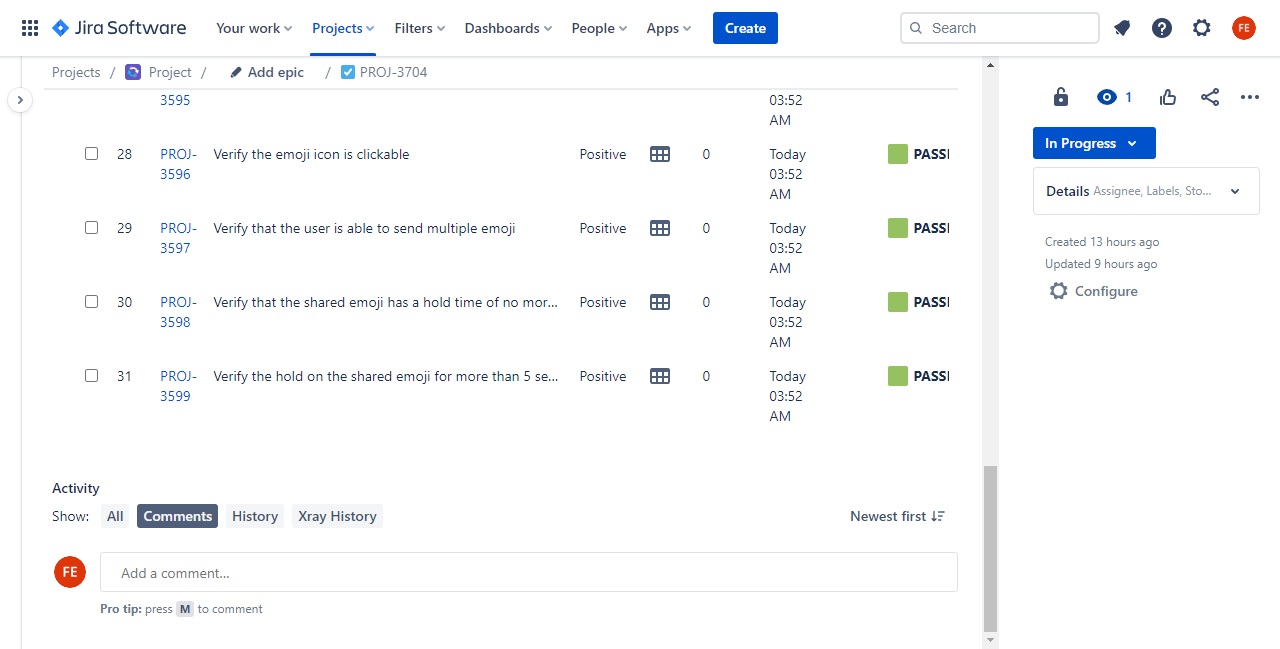 Jira Software Your work Projects Filters Dashboards People Apps Create Search FE
Projects / Project / Add epic / PROJ-3704
1
3595 03:52
AM
In Progress
28 PROJ- Verify the emoji icon is clickable Positive 0 Today PASSI
3596 03:52
AM
Details Assignee, Labels, Sto...
29 PROJ- Verify that the user is able to send multiple emoji Positive 0 Today PASSI
3597 03:52
AM
Created 13 hours ago
Updated 9 hours ago
Configure
30 PROJ- Verify that the shared emoji has a hold time of no mor... Positive 0 Today PASSI
3598 03:52
AM
31 PROJ- Verify the hold on the shared emoji for more than 5 se... Positive 0 Today PASSI
3599 03:52
AM
Activity
Show: All Comments History Xray History Newest first
FE Add a comment...
Pro tip: press M to comment